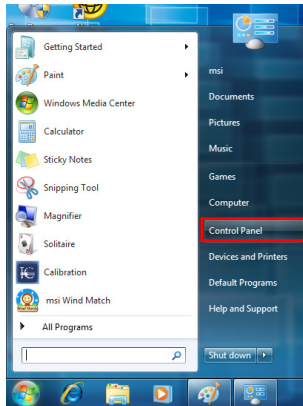 Getting Started
Paint
Windows Media Center
Calculator
Sticky Notes
Snipping Tool
Magnifier
Solitaire
Calibration
msi Wind Match
All Programs
msi
Documents
Pictures
Music
Games
Computer
Control Panel
Devices and Printers
Default Programs
Help and Support
Shut down